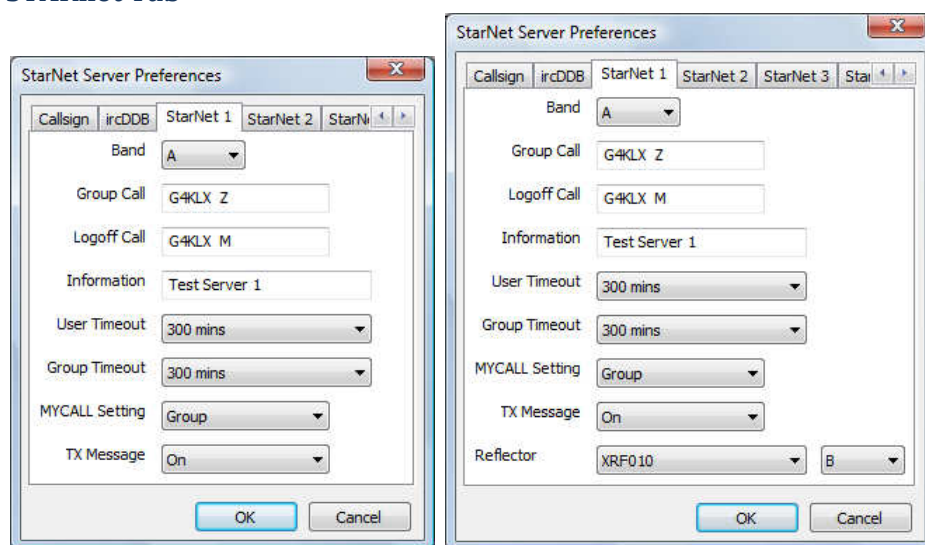 StarNet Server Preferences
Callsign ircDDB StarNet 1 StarNet 2
Band A
Group Call G4KLX Z
Logoff Call G4KLX M
Information Test Server 1
User Timeout 300 mins
Group Timeout 300 mins
MYCALL Setting Group
TX Message On
OK Cancel
StarNet Server Preferences
Callsign ircDDB StarNet 1 StarNet 2 StarNet 3
Band A
Group Call G4KLX Z
Logoff Call G4KLX M
Information Test Server 1
User Timeout 300 mins
Group Timeout 300 mins
MYCALL Setting Group
TX Message On
Reflector XRF010 B
OK Cancel